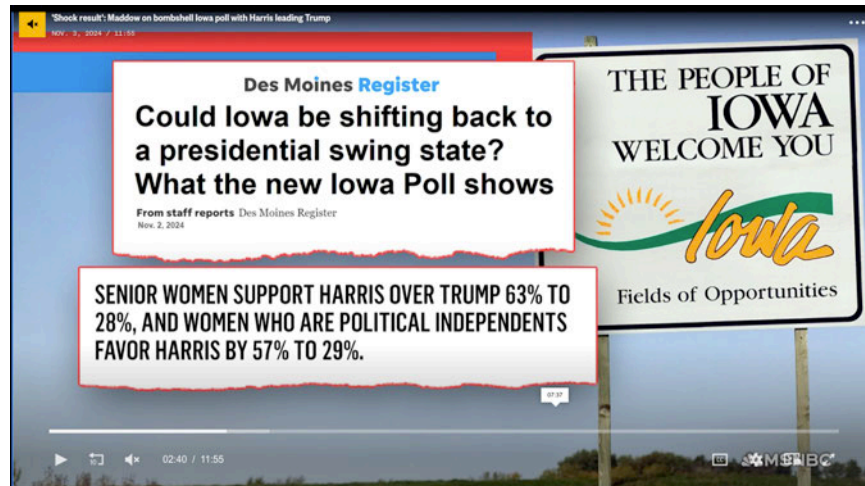 'Shock result': Maddow on bombshell Iowa poll with Harris leading Trump
NOV. 3, 2024 / 11:55
Des Moines Register
Could Iowa be shifting back to
a presidential swing state?
What the new Iowa Poll shows
From staff reports Des Moines Register
Nov. 2, 2024
SENIOR WOMEN SUPPORT HARRIS OVER TRUMP 63% TO
28%, AND WOMEN WHO ARE POLITICAL INDEPENDENTS
FAVOR HARRIS BY 57% TO 29%.
THE PEOPLE OF
IOWA
WELCOME YOU
Iowa
Fields of Opportunities
07:37
10
02:40 / 11:55
CC
MSNBC